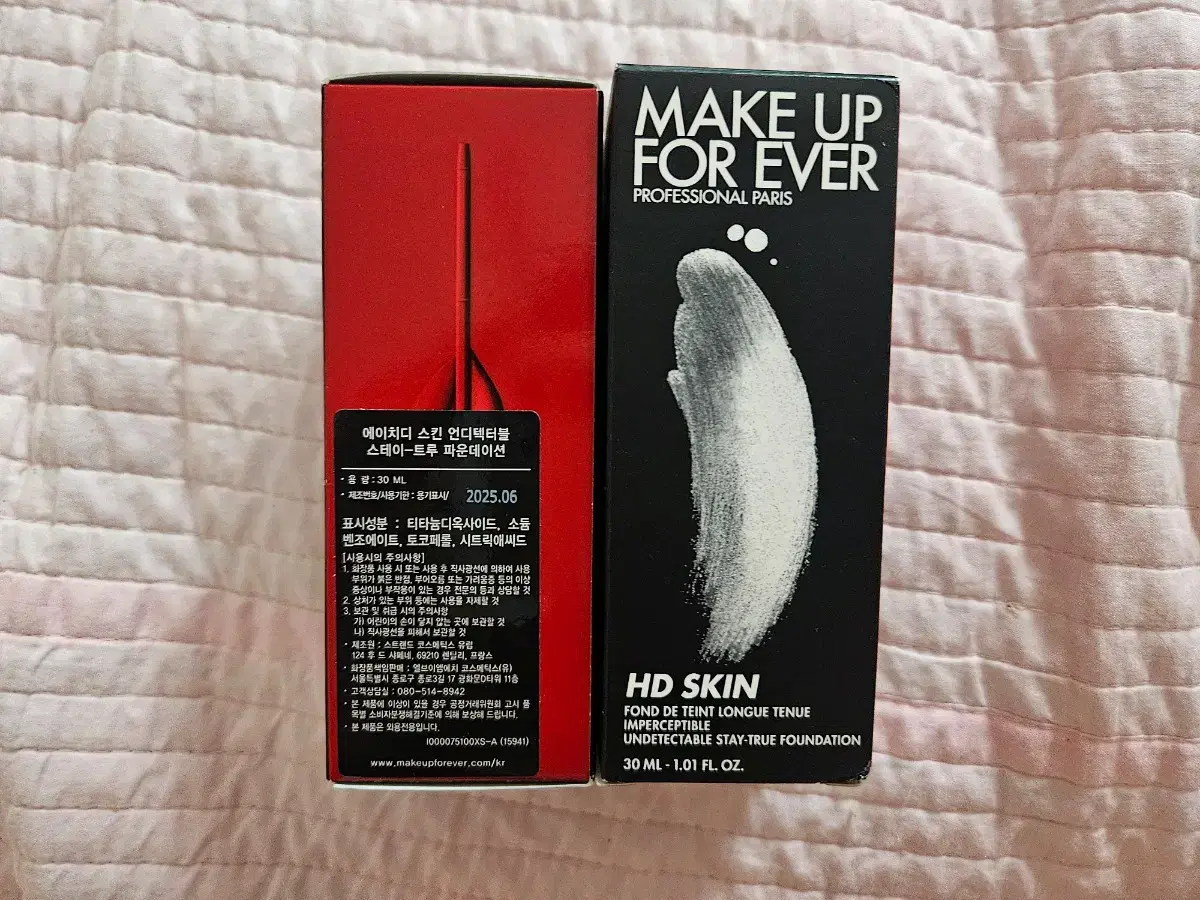 에이치디 스킨 언디텍터블
스테이-트루 파운데이션
· 용 량 : 30 ML
· 제조번호/사용기한 : 용기표시/ 2025.06
표시성분 : 티타늄디옥사이드, 소듐
벤조에이트, 토코페롤, 시트릭애씨드
[사용시의 주의사항]
1. 화장품 사용 시 또는 사용 후 직사광선에 의하여 사용
부위가 붉은 반점, 부어오름 또는 가려움증 등의 이상
증상이나 부작용이 있는 경우 전문의 등과 상담할 것
2. 상처가 있는 부위 등에는 사용을 자제할 것
3. 보관 및 취급 시의 주의사항
가) 어린이의 손이 닿지 않는 곳에 보관할 것
나) 직사광선을 피해서 보관할 것
· 제조원 : 스트랜드 코스메틱스 유럽
124 후 드 샤페네, 69210 렌틸리, 프랑스
· 화장품책임판매 : 엘브이엠에치 코스메틱스(유)
서울특별시 종로구 종로3길 17 광화문D타워 11층
· 고객상담실 : 080-514-8942
· 본 제품에 이상이 있을 경우 공정거래위원회 고시 품
목별 소비자분쟁해결기준에 의해 보상해 드립니다.
· 본 제품은 외용전용입니다.
I000075100XS-A (15941)
www.makeupforever.com/kr
MAKE UP
FOR EVER
PROFESSIONAL PARIS
HD SKIN
FOND DE TEINT LONGUE TENUE
IMPERCEPTIBLE
UNDETECTABLE STAY-TRUE FOUNDATION
30 ML - 1.01 FL. OZ.